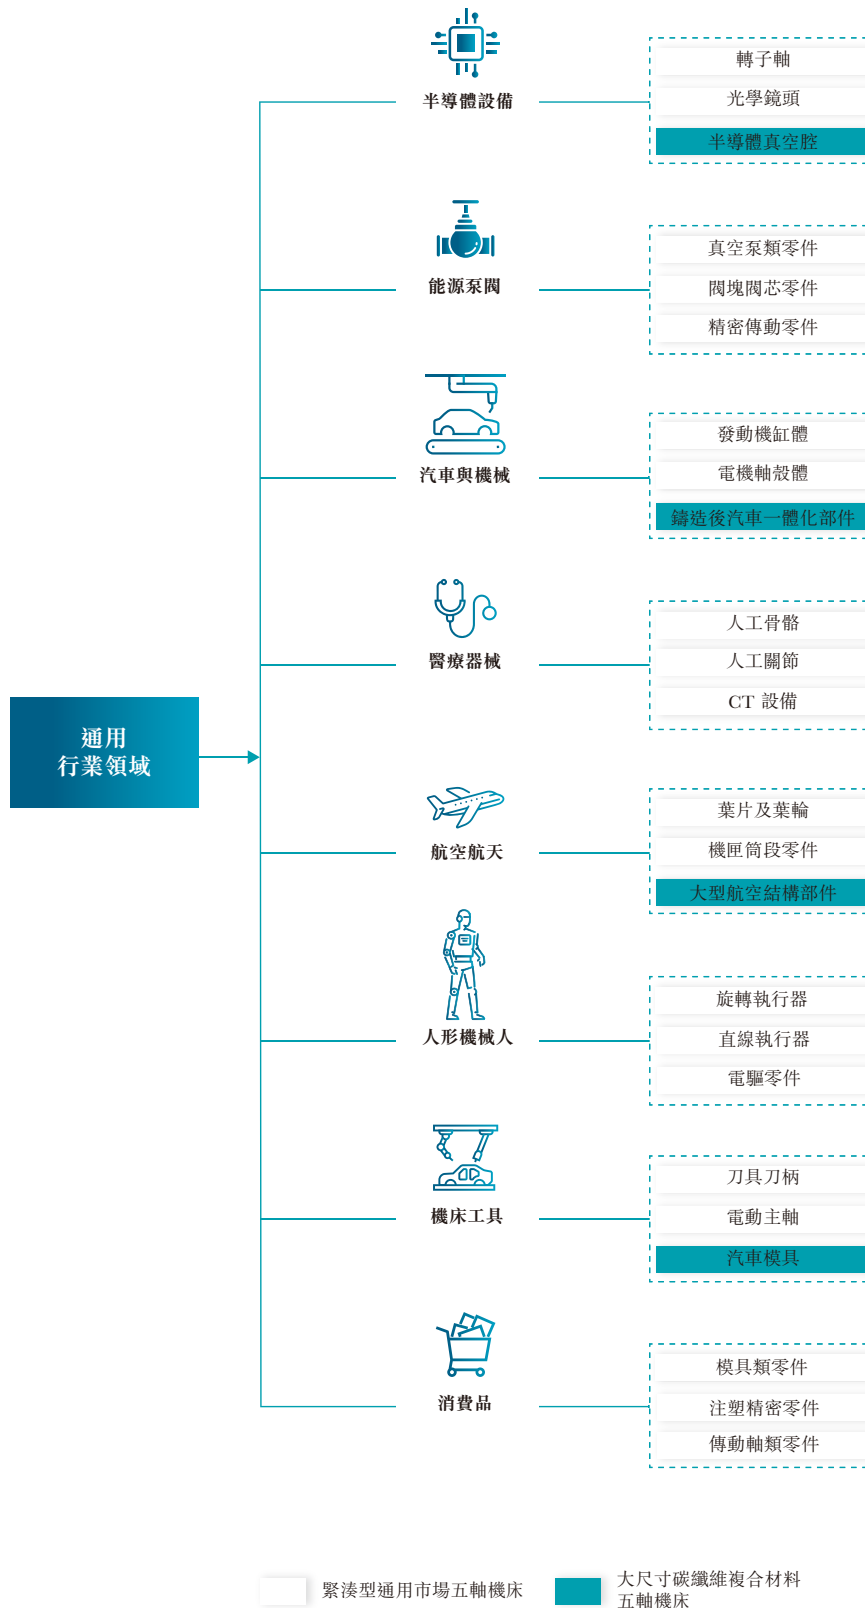 半導體設備
轉子軸
光學鏡頭
半導體真空腔
能源泵閥
真空泵類零件
閥塊閥芯零件
精密傳動零件
汽車與機械
發動機缸體
電機軸殼體
鑄造後汽車一體化部件
醫療器械
人工骨骼
人工關節
CT 設備
通用
行業領域
航空航天
葉片及葉輪
機匣筒段零件
大型航空結構部件
人形機械人
旋轉執行器
直線執行器
電驅零件
機床工具
刀具刀柄
電動主軸
汽車模具
消費品
模具類零件
注塑精密零件
傳動軸類零件
緊湊型通用市場五軸機床
大尺寸碳纖維複合材料
五軸機床